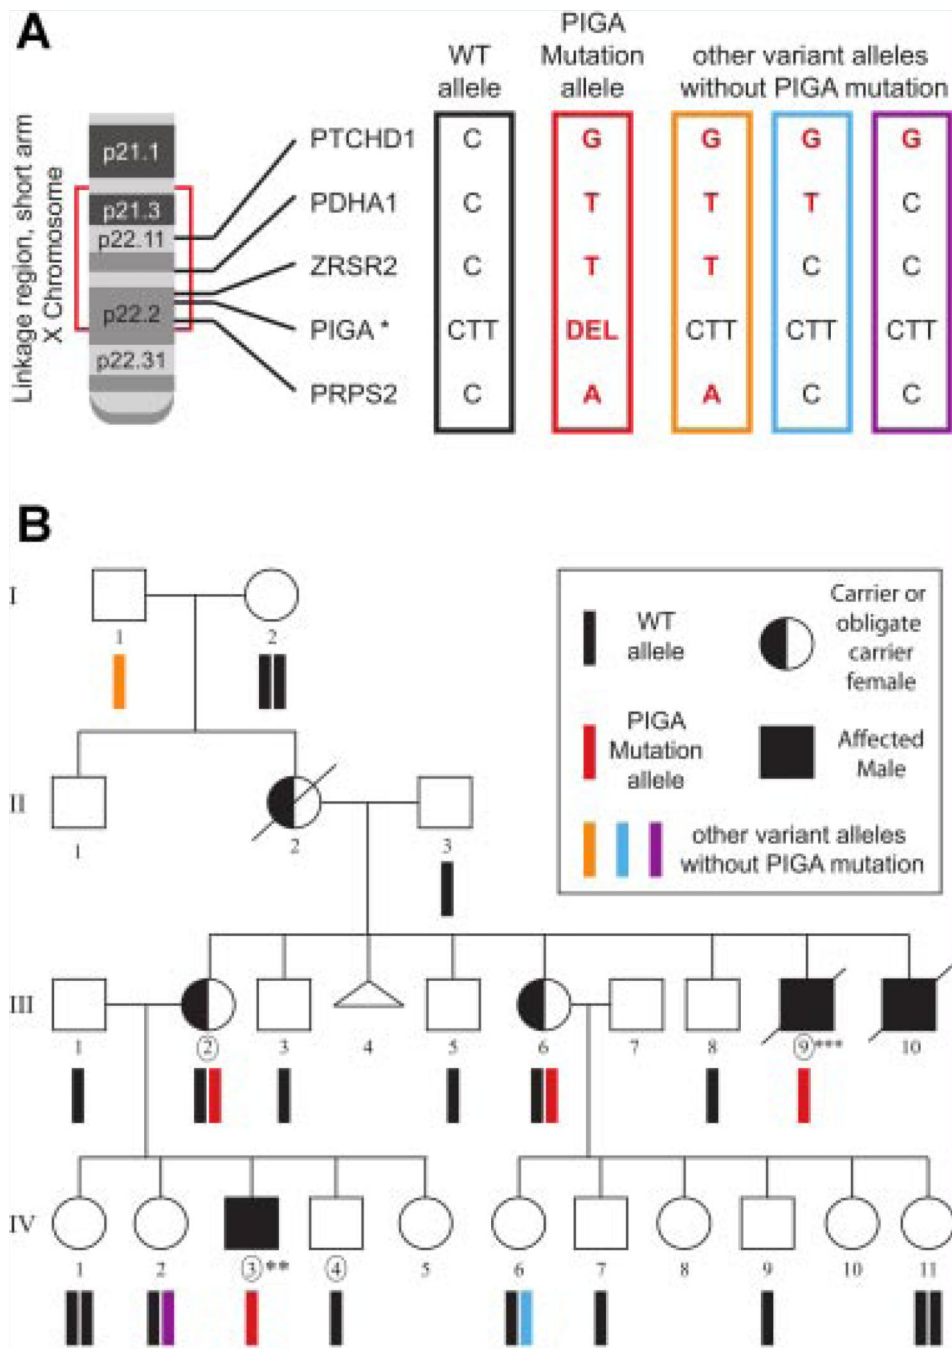 A
PIGA
WT Mutation other variant alleles
allele allele without PIGA mutation
Linkage region, short arm
X Chromosome
p21.1
p21.3
p22.11
p22.2
p22.31
PTCHD1 C G G G G
PDHA1 C T T T C
ZRSR2 C T T C C
PIGA * CTT DEL CTT CTT CTT
PRPS2 C A A C C
B
I
1 2
II
1 2 3
III
1 2 3 4 5 6 7 8 9*** 10
IV
1 2 3** 4 5 6 7 8 9 10 11
WT
allele
Carrier or
obligate
carrier
female
PIGA
Mutation
allele
Affected
Male
other variant alleles
without PIGA mutation